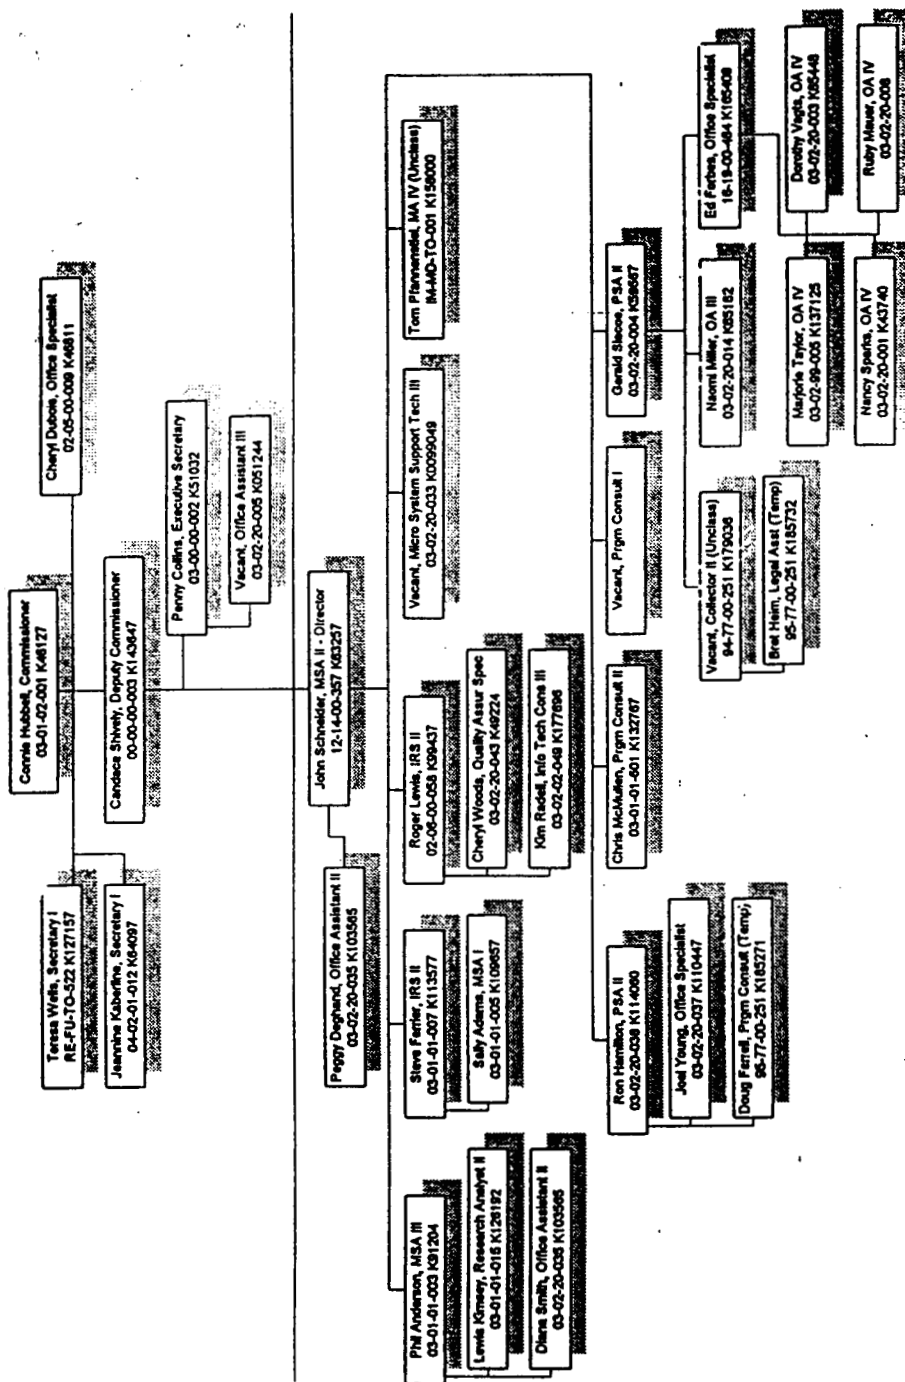 Connie Hubbell, Commissioner
03-01-02-001 K46127
Teresa Wells, Secretary I
RE-FU-TO-522 K127157
Cheryl Dubois, Office Specialist
02-05-00-009 K46811
Jeannine Kaberline, Secretary I
04-02-01-012 K64097
Candace Shively, Deputy Commissioner
00-00-00-003 K143647
Penny Collins, Executive Secretary
03-00-00-002 K51032
Vacant, Office Assistant III
03-02-20-005 K051244
John Schneider, MSA II - Director
12-14-00-357 K63257
Peggy Deghand, Office Assistant II
03-02-20-035 K103565
Phil Anderson, MSA III
03-01-01-003 K91204
Steve Ferrier, IRS II
03-01-01-007 K113577
Roger Lewis, IRS II
02-06-00-058 K99437
Vacant, Micro System Support Tech III
03-02-20-033 K0099049
Tom Pfannenstiel, MA IV (Unclass)
IM-MO-TO-001 K156000
Lewis Kimsey, Research Analyst II
03-01-01-015 K126192
Sally Adams, MSA I
03-01-01-005 K109657
Cheryl Woods, Quality Assur Spec
03-02-20-043 K49224
Diana Smith, Office Assistant II
03-02-20-035 K103565
Kim Radell, Info Tech Cons III
03-02-02-049 K177696
Ron Hamilton, PSA II
03-02-20-038 K114060
Chris McMullen, Prgm Consult II
03-01-01-601 K132767
Vacant, Prgm Consult I
Gerald Slecos, PSA II
03-02-20-004 K59667
Joel Young, Office Specialist
03-02-20-037 K110447
Doug Farrell, Prgm Consult (Temp)
95-77-00-251 K185271
Vacant, Collector II (Unclass)
94-77-00-251 K179036
Naomi Miller, OA III
03-02-20-014 K65182
Ed Forbes, Office Specialist
16-19-00-464 K165409
Bret Heim, Legal Asst (Temp)
95-77-00-251 K185732
Marjorie Taylor, OA IV
03-02-99-005 K137125
Dorothy Vagts, OA IV
03-02-20-003 K85448
Nancy Sparks, OA IV
03-02-20-001 K43740
Ruby Mauer, OA IV
03-02-20-008